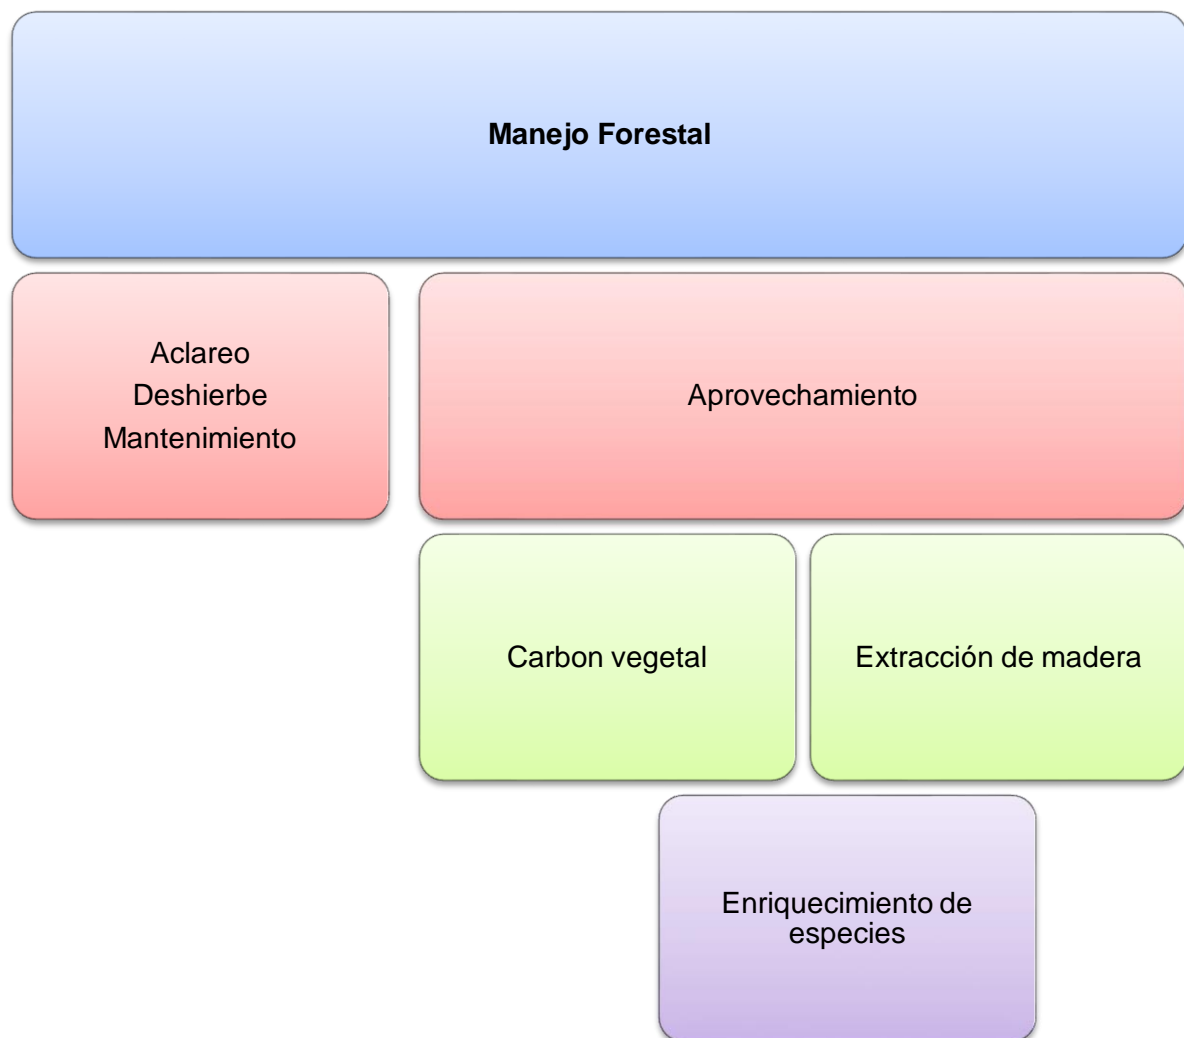 Manejo Forestal
Aclareo
Deshierbe
Mantenimiento
Aprovechamiento
Carbon vegetal
Extracción de madera
Enriquecimiento de
especies